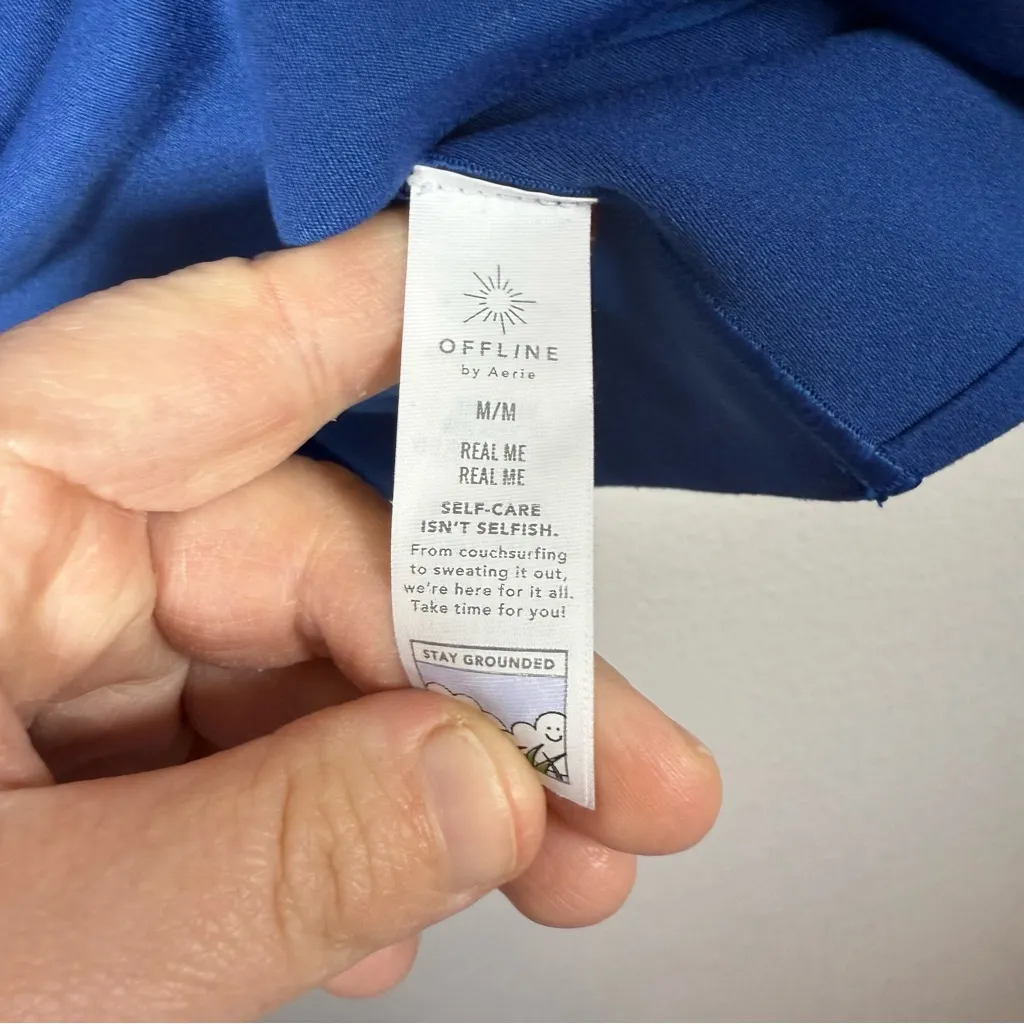 OFFLINE
by Aerie
M/M
REAL ME
REAL ME
SELF-CARE
ISN'T SELFISH.
From couchsurfing
to sweating it out,
we're here for it all.
Take time for you!
STAY GROUNDED